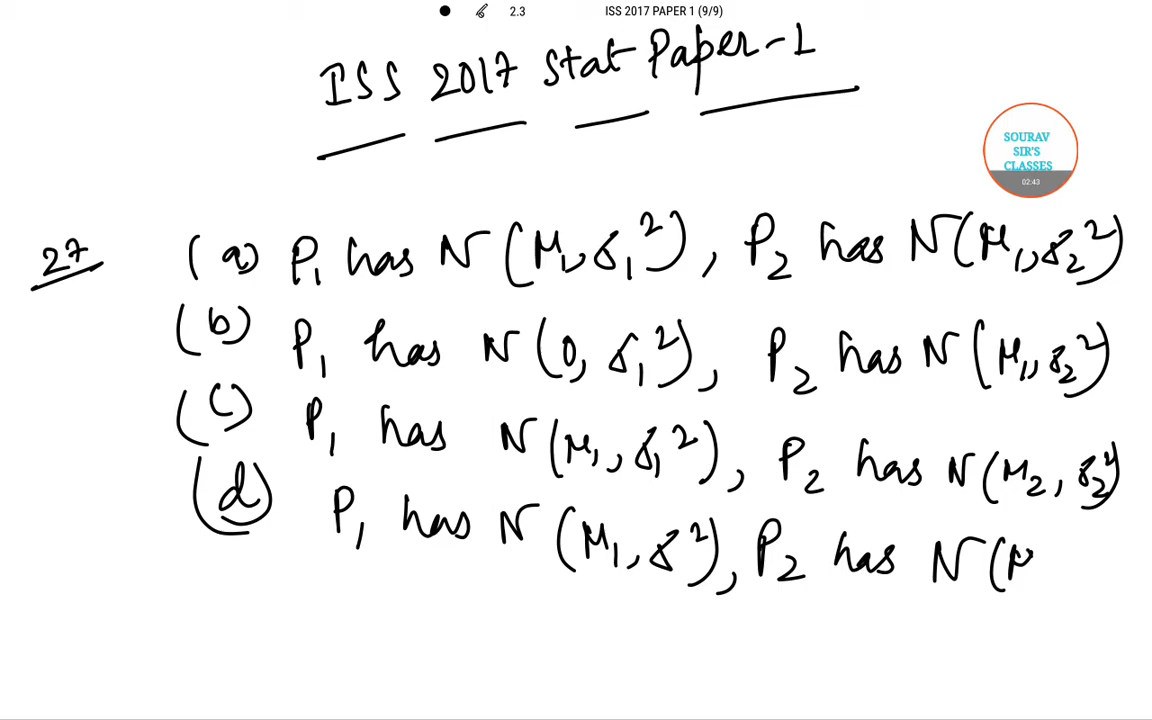 2.3 ISS 2017 PAPER 1 (9/9)
ISS 2017 Stat Paper-1
SOURAV
SIR'S
CLASSES
02:43
27 (a) P₁ has N(μ₁, σ₁²), P₂ has N(μ₁, σ₂²)
(b) P₁ has N(0, σ₁²), P₂ has N(μ₁, σ₂²)
(c) P₁ has N(μ₁, σ₁²), P₂ has N(μ₂, σ₂²)
(d) P₁ has N(μ₁, σ²), P₂ has N(μ